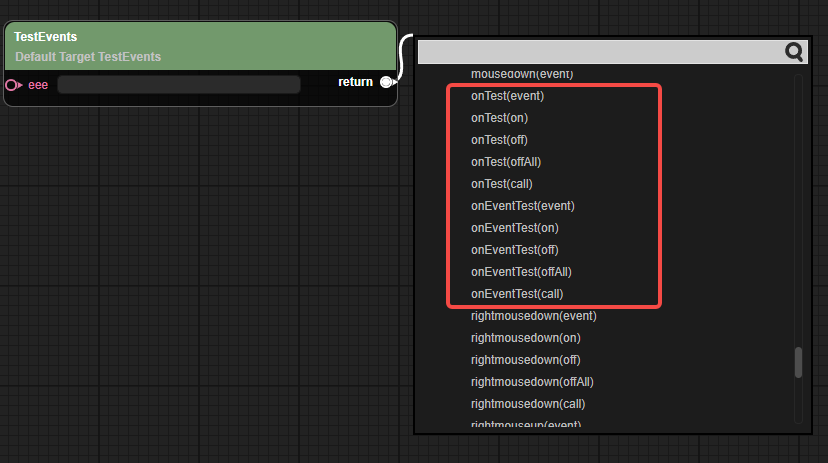 TestEvents
Default Target TestEvents
eee
return
mousedown(event)
onTest(event)
onTest(on)
onTest(off)
onTest(offAll)
onTest(call)
onEventTest(event)
onEventTest(on)
onEventTest(off)
onEventTest(offAll)
onEventTest(call)
rightmousedown(event)
rightmousedown(on)
rightmousedown(off)
rightmousedown(offAll)
rightmousedown(call)
rightmouseup(event)